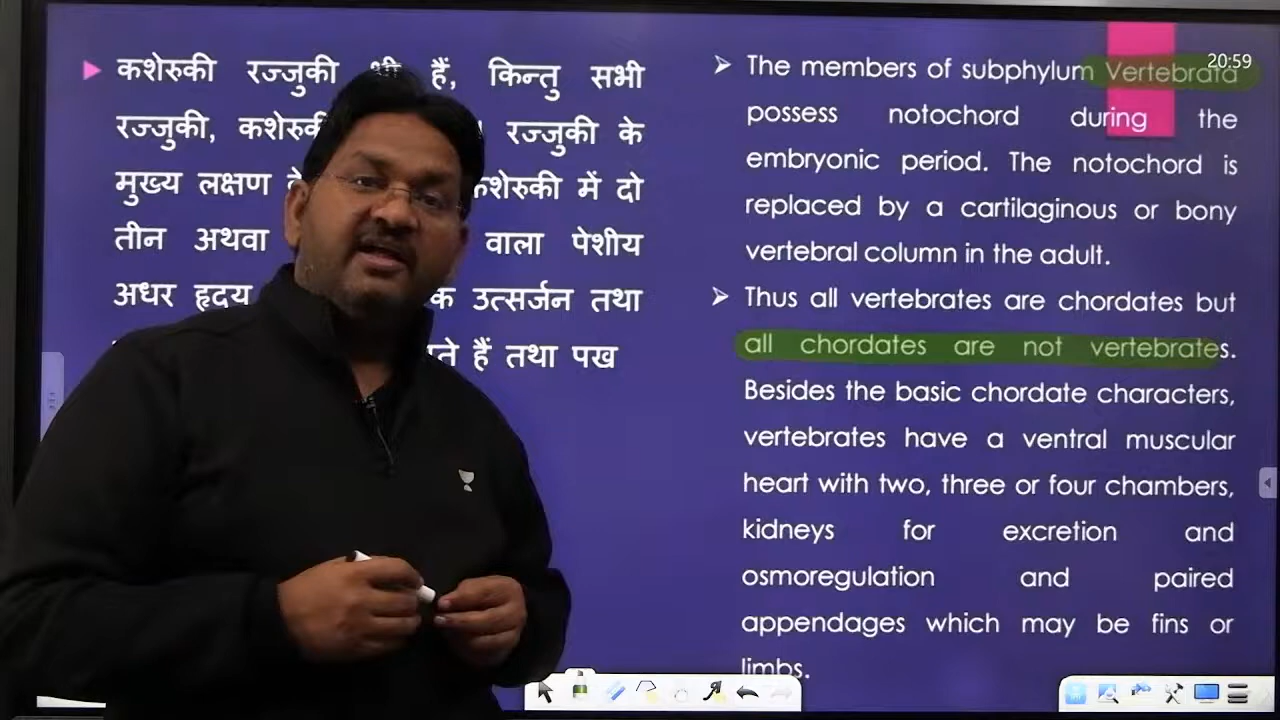 कशेरुकी रज्जुकी भी हैं, किन्तु सभी
रज्जुकी, रज्जुकी के
मुख्य लक्षण कशेरुकी में दो
तीन अथवा वाला पेशीय
अधर हृदय उत्सर्जन तथा
हैं तथा पख
20:59
➢ The members of subphylum Vertebrata
possess notochord during the
embryonic period. The notochord is
replaced by a cartilaginous or bony
vertebral column in the adult.
➢ Thus all vertebrates are chordates but
all chordates are not vertebrates.
Besides the basic chordate characters,
vertebrates have a ventral muscular
heart with two, three or four chambers,
kidneys for excretion and
osmoregulation and paired
appendages which may be fins or
limbs.